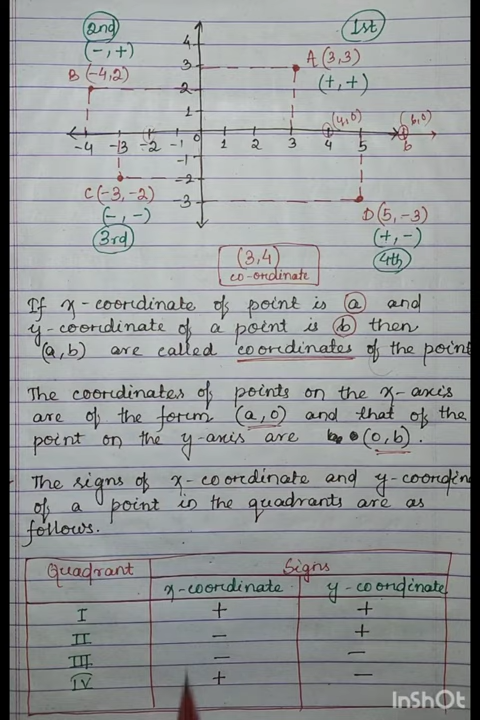 2nd
(-, +)
1st
A (3,3)
(+, +)
B (-4,2)
4
3
2
1
(4,0)
(6,0)
-4 -3 -2 -1 0 1 2 3 4 5 6
-1
-2
-3
C (-3, -2)
(-, -)
3rd
D (5, -3)
(+, -)
4th
(3,4)
co-ordinate
If x-coordinate of point is a and
y-coordinate of a point is b then
(a,b) are called coordinates of the point
The coordinates of points on the x-axis
are of the form (a,0) and that of the
point on the y-axis are (0,b).
The signs of x-coordinate and y-coordin
of a point in the quadrants are as
follows.
Quadrant Signs
x-coordinate y-coordinate
I + +
II - +
III - -
IV + -
InShOt